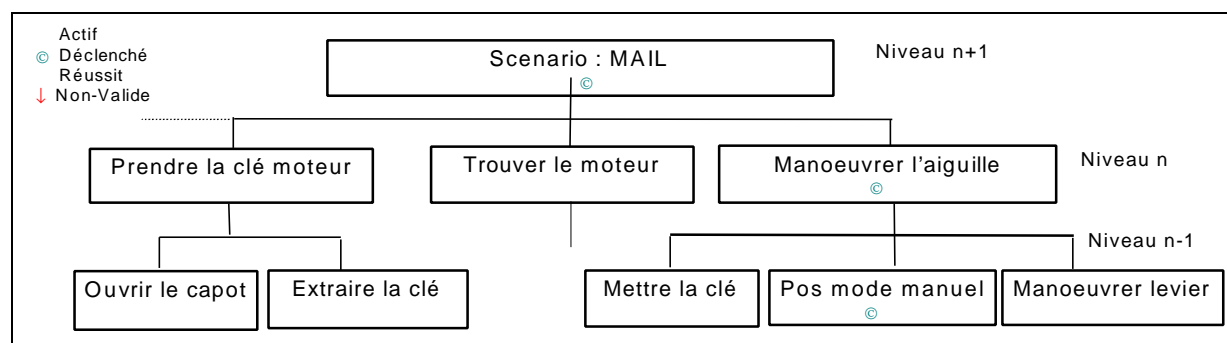 Actif
© Déclenché
Réussit
↓ Non-Valide
Scenario : MAIL
©
Niveau n+1
Prendre la clé moteur
Trouver le moteur
Manoeuvrer l'aiguille
©
Niveau n
Niveau n-1
Ouvrir le capot
Extraire la clé
Mettre la clé
Pos mode manuel
©
Manoeuvrer levier